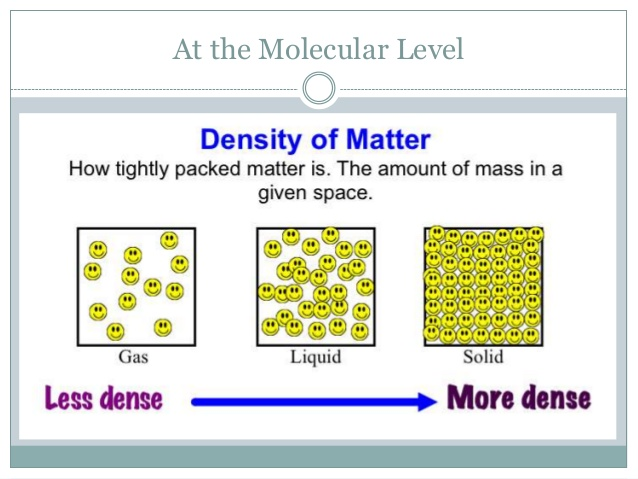 At the Molecular Level
Density of Matter
How tightly packed matter is. The amount of mass in a
given space.
Gas
Liquid
Solid
Less dense
More dense